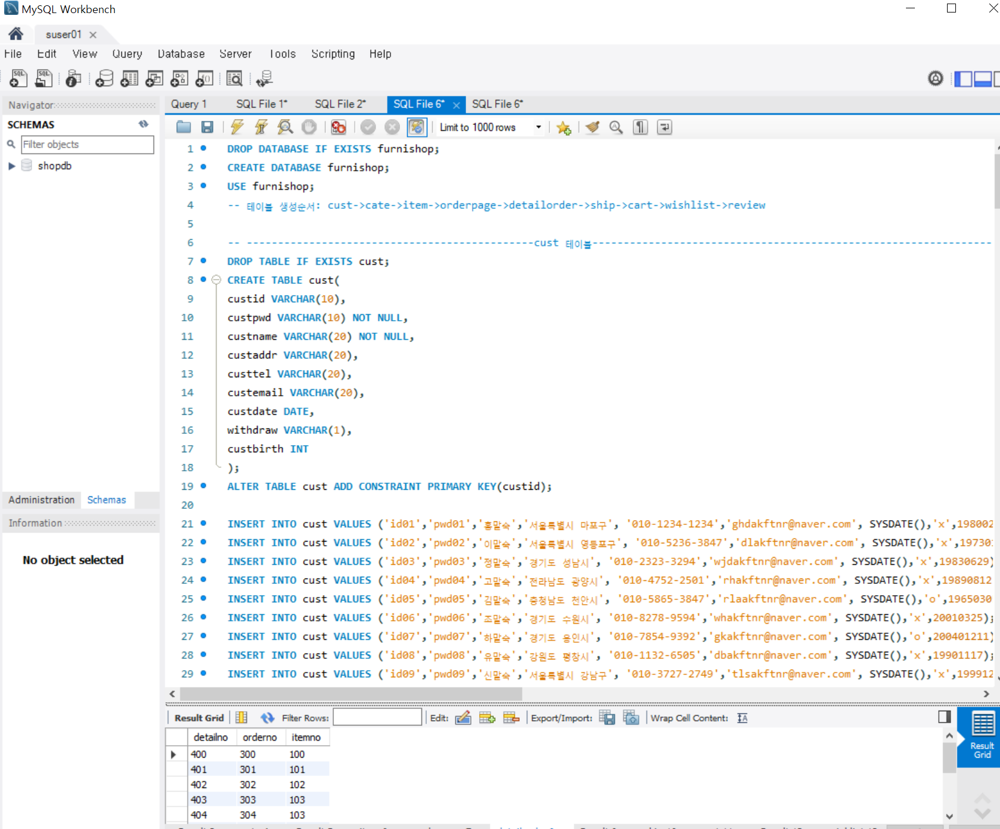 MySQL Workbench
suser01
File Edit View Query Database Server Tools Scripting Help
Navigator
SCHEMAS
Filter objects
shopdb
Administration Schemas
Information
No object selected
Query 1 SQL File 1* SQL File 2* SQL File 6* SQL File 6*
Limit to 1000 rows
1 DROP DATABASE IF EXISTS furnishop;
2 CREATE DATABASE furnishop;
3 USE furnishop;
4 -- 테이블 생성순서: cust->cate->item->orderpage->detailorder->ship->cart->wishlist->review
5
6 -- ----------------------------------------------cust 테이블----------------------------------------------------------------
7 DROP TABLE IF EXISTS cust;
8 CREATE TABLE cust(
9 custid VARCHAR(10),
10 custpwd VARCHAR(10) NOT NULL,
11 custname VARCHAR(20) NOT NULL,
12 custaddr VARCHAR(20),
13 custtel VARCHAR(20),
14 custemail VARCHAR(20),
15 custdate DATE,
16 withdraw VARCHAR(1),
17 custbirth INT
18 );
19 ALTER TABLE cust ADD CONSTRAINT PRIMARY KEY(custid);
20
21 INSERT INTO cust VALUES ('id01','pwd01','홍말숙','서울특별시 마포구', '010-1234-1234','ghdakftnr@naver.com', SYSDATE(),'x',198002
22 INSERT INTO cust VALUES ('id02','pwd02','이말숙','서울특별시 영등포구', '010-5236-3847','dlakftnr@naver.com', SYSDATE(),'x',19730
23 INSERT INTO cust VALUES ('id03','pwd03','정말숙','경기도 성남시', '010-2323-3294','wjdakftnr@naver.com', SYSDATE(),'x',19830629)
24 INSERT INTO cust VALUES ('id04','pwd04','고말숙','전라남도 광양시', '010-4752-2501','rhakftnr@naver.com', SYSDATE(),'x',19890812
25 INSERT INTO cust VALUES ('id05','pwd05','김말숙','충청남도 천안시', '010-5865-3847','rlaakftnr@naver.com', SYSDATE(),'o',1965030
26 INSERT INTO cust VALUES ('id06','pwd06','조말숙','경기도 수원시', '010-8278-9594','whakftnr@naver.com', SYSDATE(),'x',20010325);
27 INSERT INTO cust VALUES ('id07','pwd07','하말숙','경기도 용인시', '010-7854-9392','gkakftnr@naver.com', SYSDATE(),'o',200401211)
28 INSERT INTO cust VALUES ('id08','pwd08','유말숙','강원도 평창시', '010-1132-6505','dbakftnr@naver.com', SYSDATE(),'x',19901117);
29 INSERT INTO cust VALUES ('id09','pwd09','신말숙','서울특별시 강남구', '010-3727-2749','tlsakftnr@naver.com', SYSDATE(),'x',199912
Result Grid Filter Rows: Edit: Export/Import: Wrap Cell Content:
detailno orderno itemno
400 300 100
401 301 101
402 302 102
403 303 103
404 304 103
Result
Grid